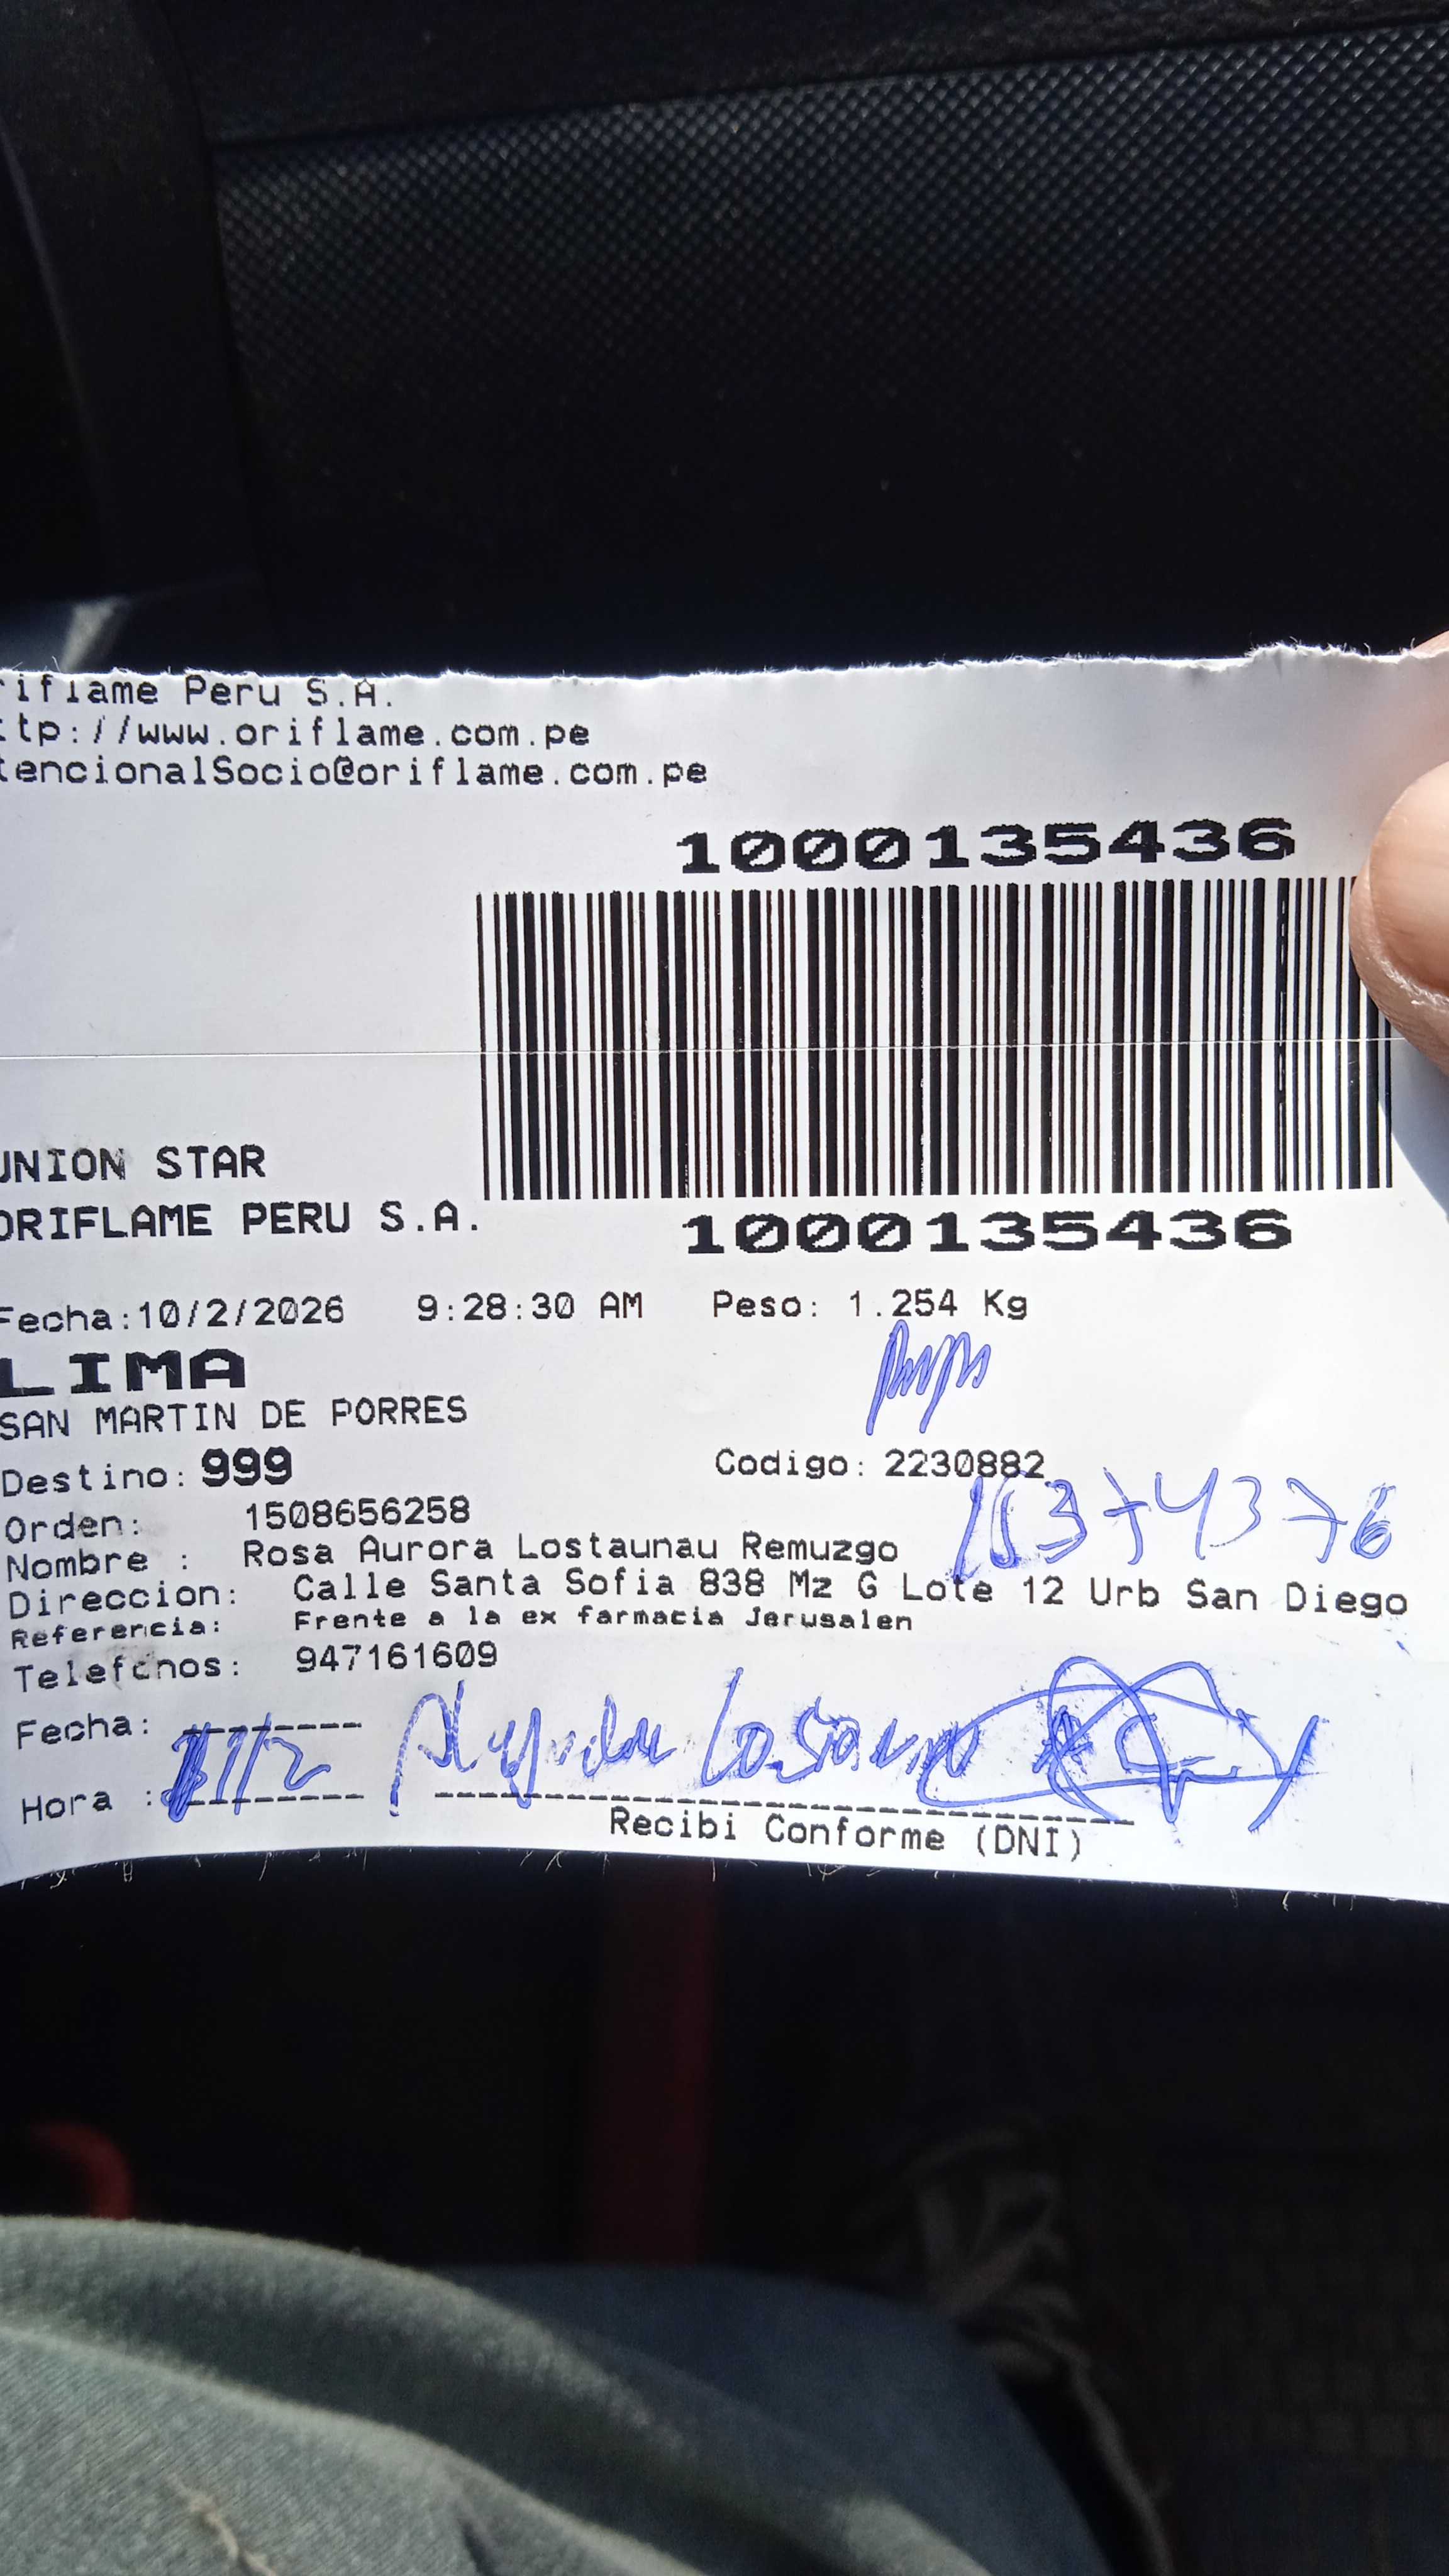 riflame Peru S.A.
ttp://www.oriflame.com.pe
tencionalSocio@oriflame.com.pe
1000135436
UNION STAR
ORIFLAME PERU S.A.
1000135436
Fecha:10/2/2026 9:28:30 AM Peso: 1.254 Kg
LIMA
SAN MARTIN DE PORRES
Destino: 999 Codigo: 2230882
Orden: 1508656258
Nombre : Rosa Aurora Lostaunau Remuzgo
Direccion: Calle Santa Sofia 838 Mz G Lote 12 Urb San Diego
Referencia: Frente a la ex farmacia Jerusalen
Telefonos: 947161609
Fecha:
Hora :
Recibi Conforme (DNI)